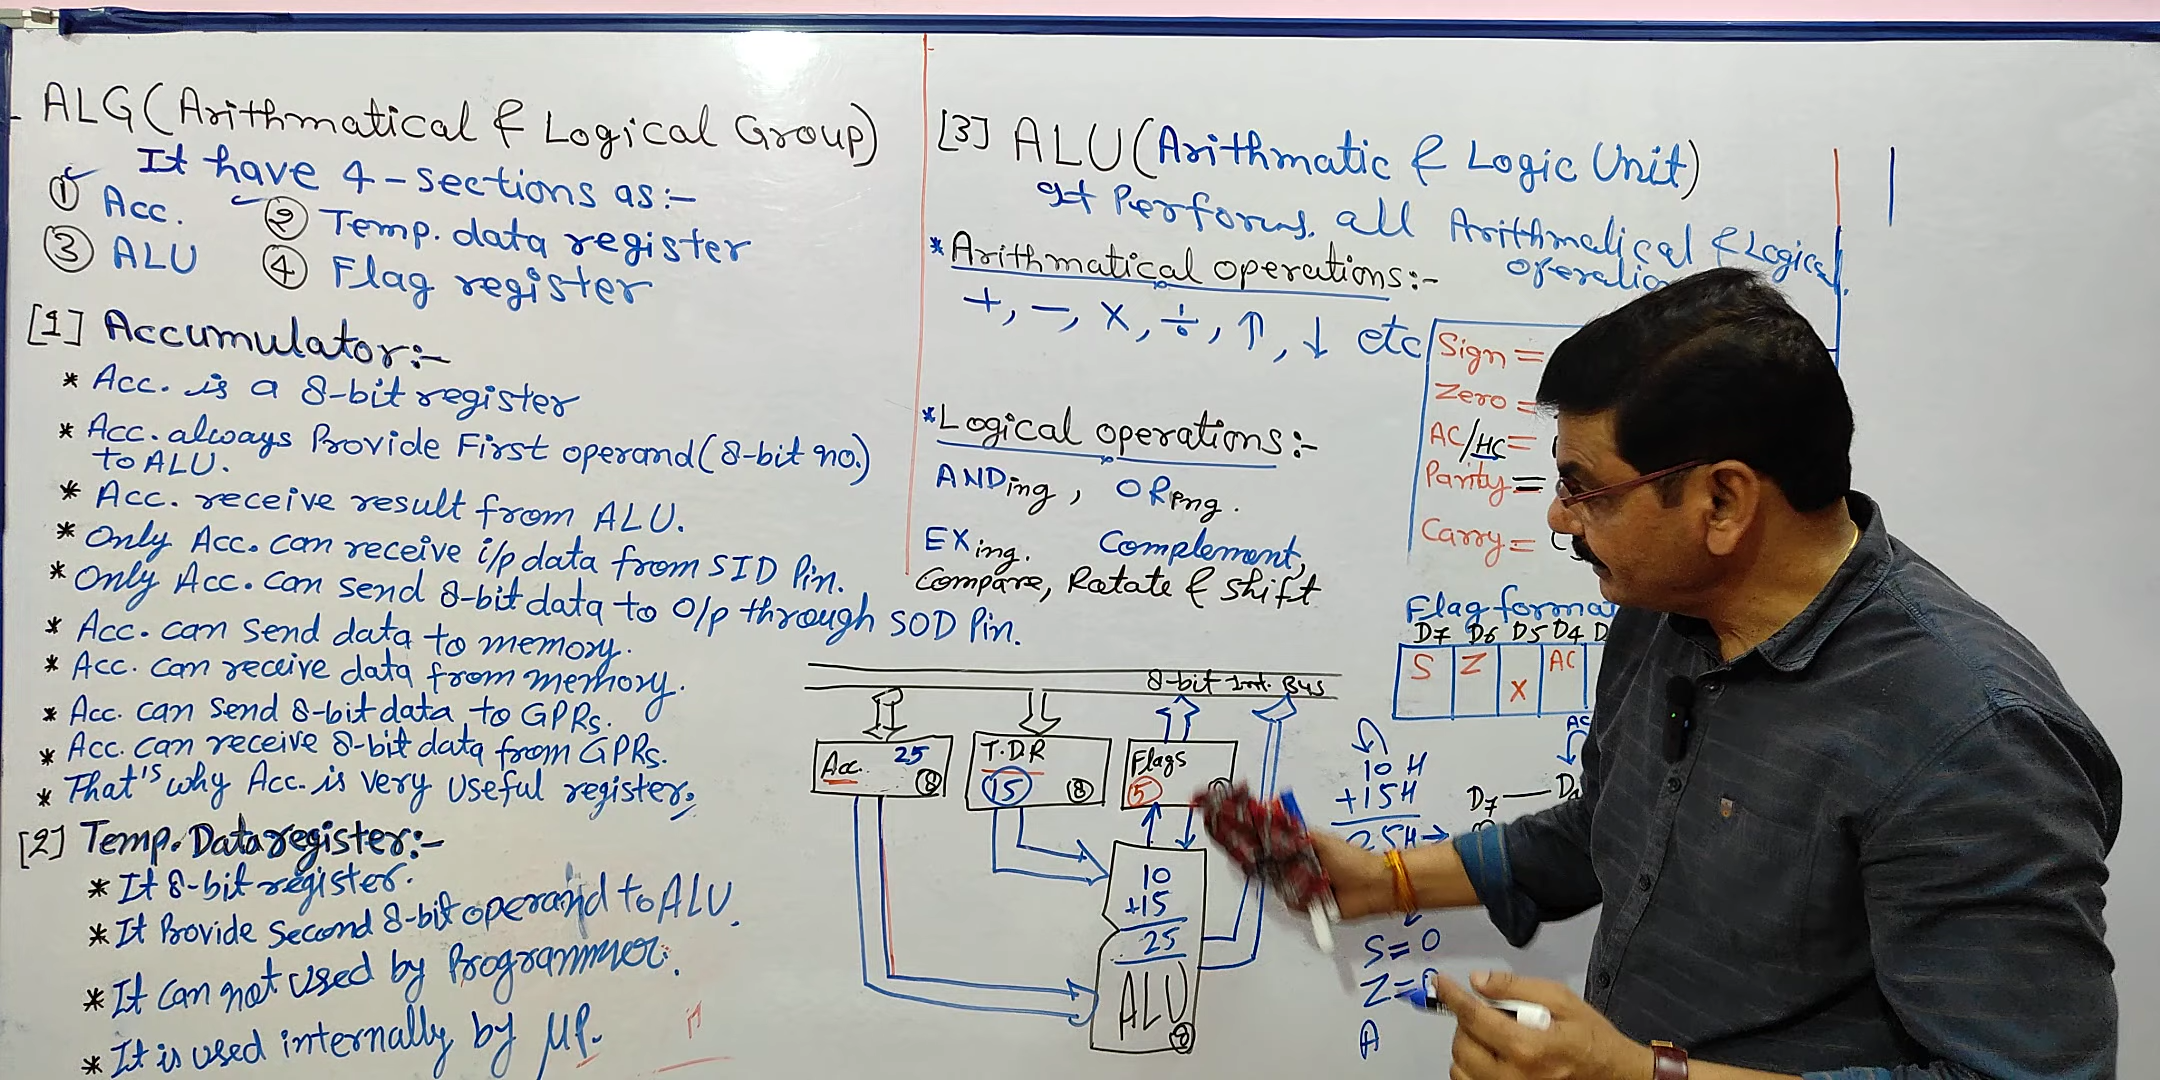 ALG (Arithmatical & Logical Group)
It have 4-sections as:-
① Acc. ② Temp. data register
③ ALU ④ Flag register
[1] Accumulator:-
* Acc. is a 8-bit register
* Acc. always Provide First operand (8-bit no.)
to ALU.
* Acc. receive result from ALU.
* Only Acc. can receive i/p data from SID Pin.
* Only Acc. can send 8-bit data to O/p through SOD Pin.
* Acc. can send data to memory.
* Acc. can receive data from memory.
* Acc. can send 8-bit data to GPRs.
* Acc. can receive 8-bit data from GPRs.
* That's why Acc. is very useful register.
[2] Temp. Data register:-
* It 8-bit register.
* It Provide Second 8-bit operand to ALU.
* It can not used by Programmer.
* It is used internally by μP.
[3] ALU (Arithmatic & Logic Unit)
It Performs all Arithmatical & Logical
* Arithmatical operations:-
+, -, ×, ÷, ↑, ↓ etc
* Logical operations:-
ANDing, ORing.
EXing. Complement,
Compare, Rotate & Shift
8-bit Int. Bus
Acc. 25 ⑧
T.D.R 15 ⑧
Flags 5
10
+15
25
ALU ⑧
Sign =
Zero =
AC/HC =
Parity =
Carry =
D7 D6 D5 D4
S Z X AC
AC
10 H
+15H
25H →
D7 —
S = 0
Z =
A